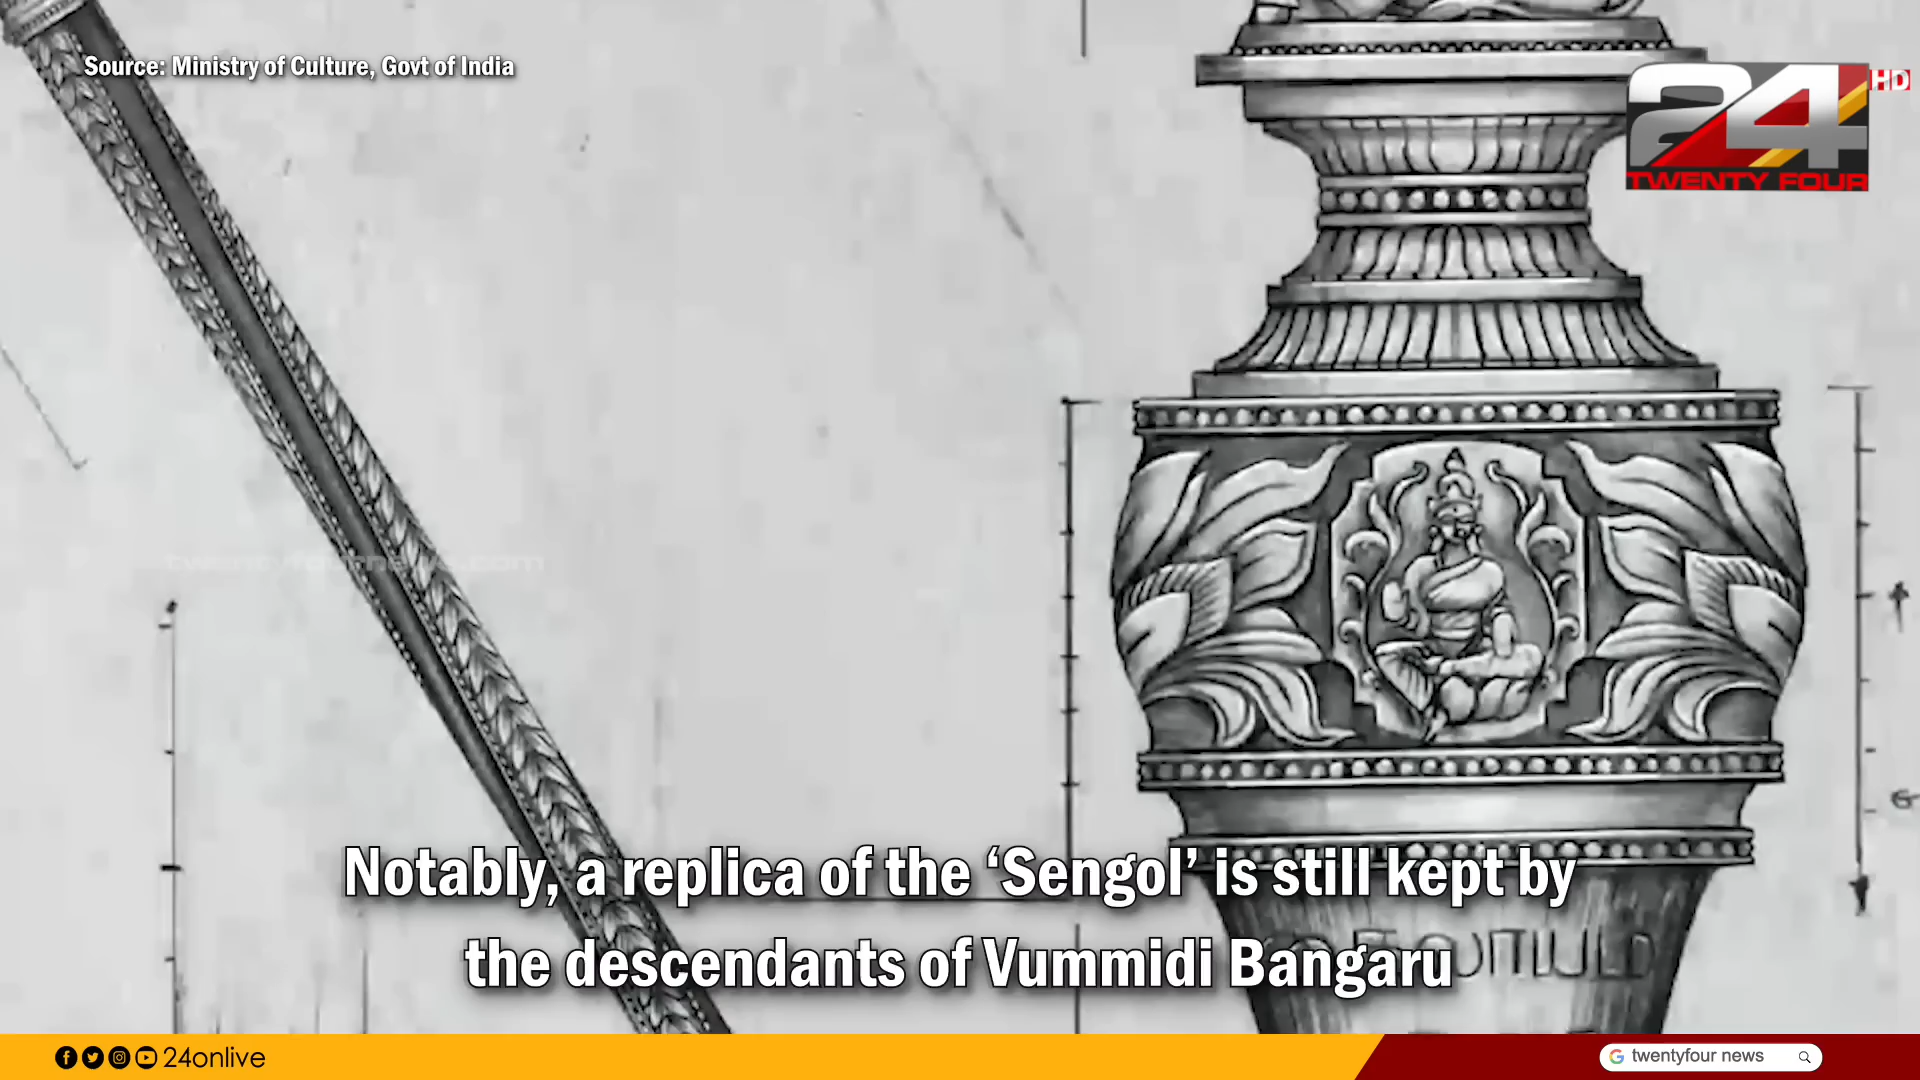 Source: Ministry of Culture, Govt of India
24
HD
TWENTY FOUR
Notably, a replica of the ‘Sengol’ is still kept by
the descendants of Vummidi Bangaru
24onlive
twentyfour news